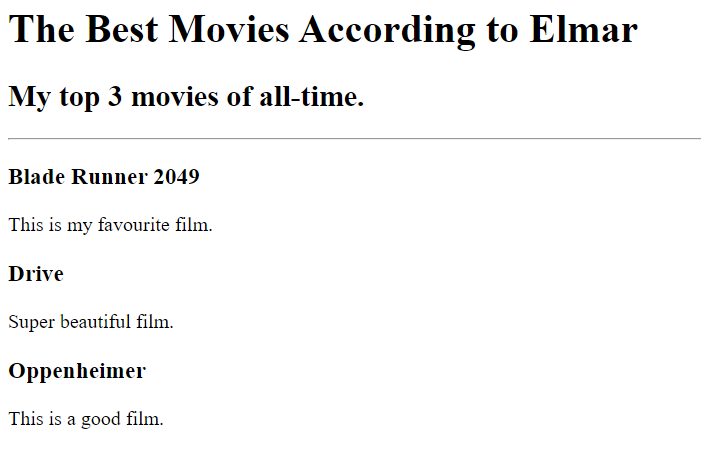 The Best Movies According to Elmar
My top 3 movies of all-time.
Blade Runner 2049
This is my favourite film.
Drive
Super beautiful film.
Oppenheimer
This is a good film.